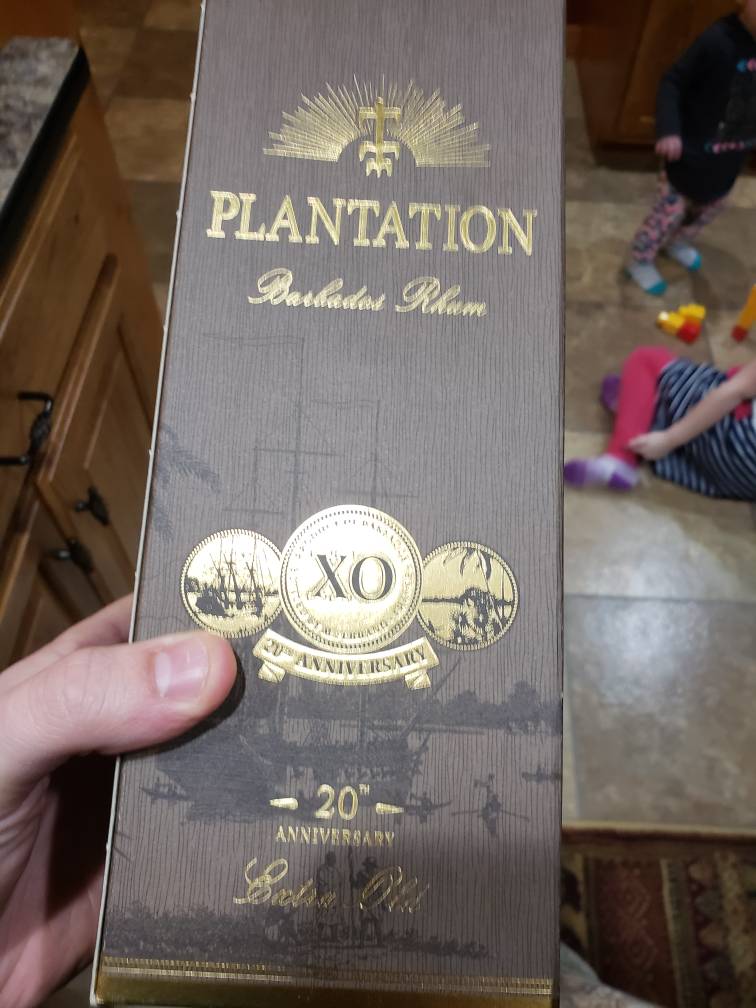 PLANTATION
Barbados Rhum
XO
20TH ANNIVERSARY
20TH
ANNIVERSARY
Extra Old